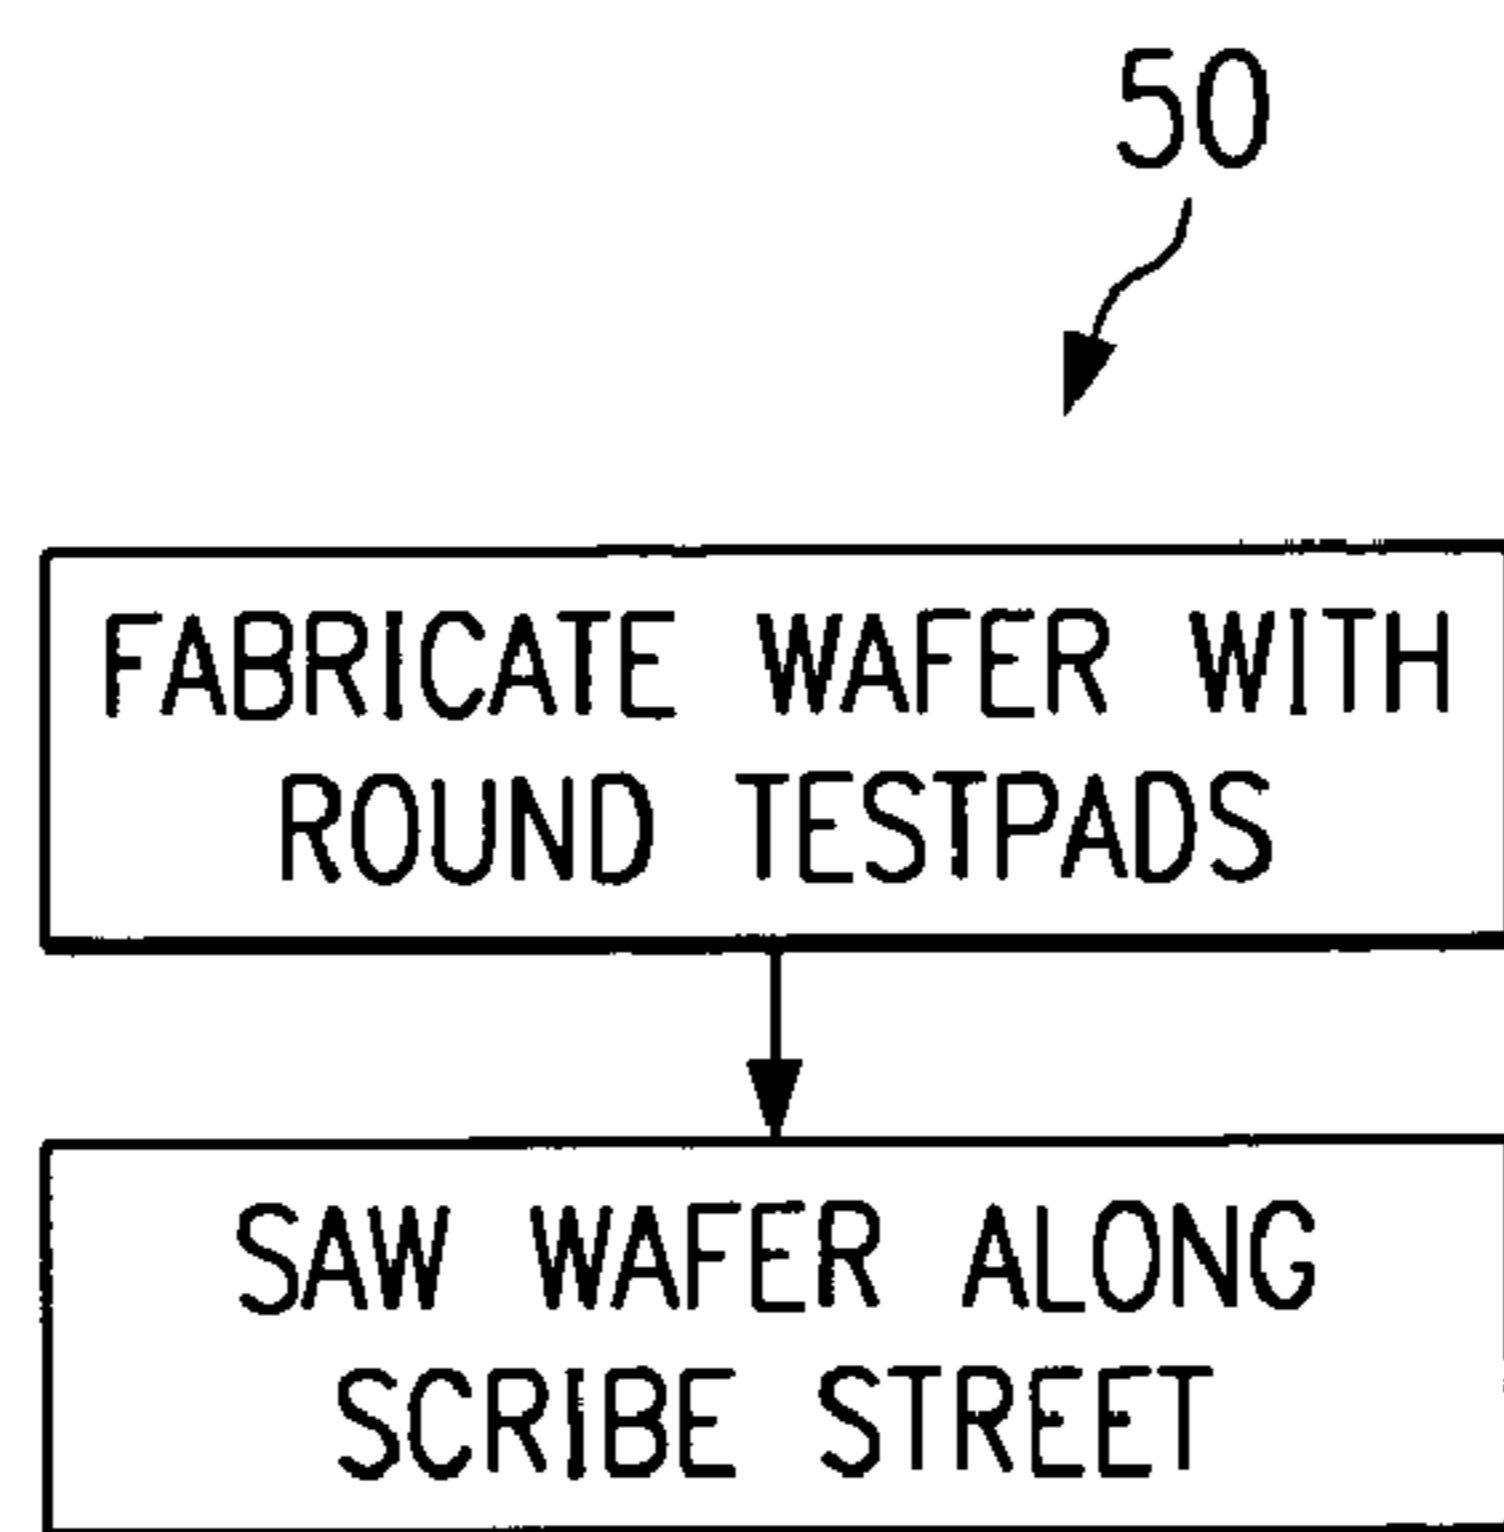 50
FABRICATE WAFER WITH
ROUND TESTPADS
SAW WAFER ALONG
SCRIBE STREET